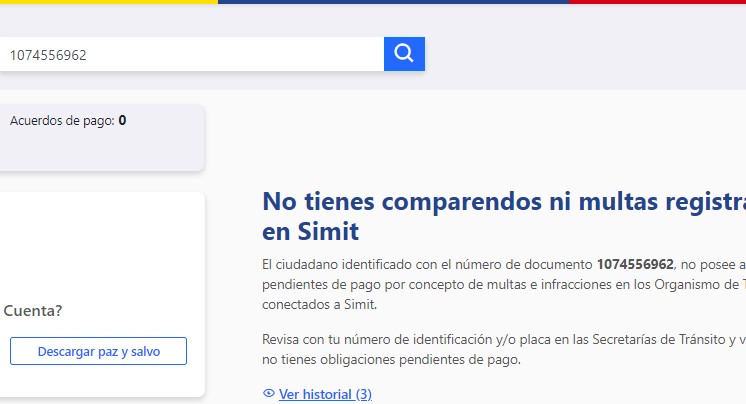 1074556962
Acuerdos de pago: 0
No tienes comparendos ni multas
en Simit
El ciudadano identificado con el número de documento 1074556962, no posee
pendientes de pago por concepto de multas e infracciones en los Organismo de
conectados a Simit.
Cuenta?
Descargar paz y salvo
Revisa con tu número de identificación y/o placa en las Secretarías de Tránsito y
no tienes obligaciones pendientes de pago.
Ver historial (3)